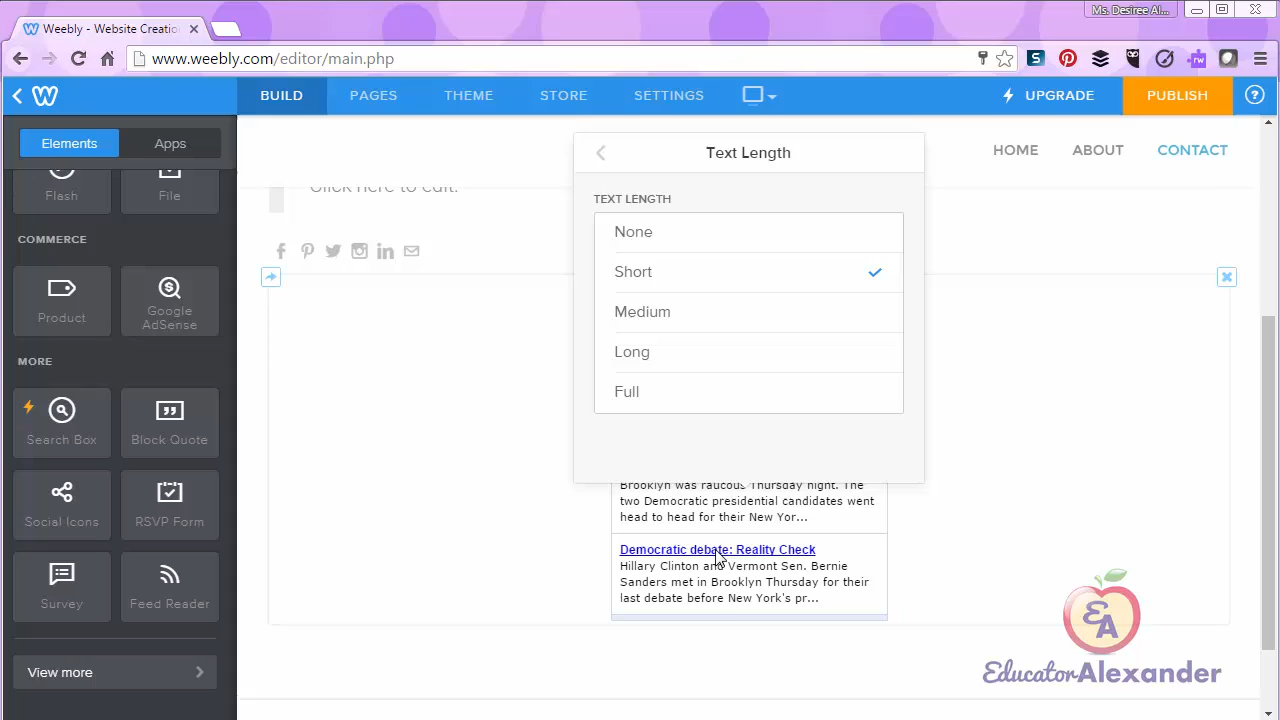 Ms. Desiree Al...
Weebly - Website Creatio
www.weebly.com/editor/main.php
BUILD
PAGES
THEME
STORE
SETTINGS
UPGRADE
PUBLISH
Elements
Apps
Flash
File
COMMERCE
Product
Google
AdSense
MORE
Search Box
Block Quote
Social Icons
RSVP Form
Survey
Feed Reader
View more
HOME
ABOUT
CONTACT
Click here to edit.
Text Length
TEXT LENGTH
None
Short
Medium
Long
Full
Brooklyn was raucous Thursday night. The
two Democratic presidential candidates went
head to head for their New Yor...
Democratic debate: Reality Check
Hillary Clinton and Vermont Sen. Bernie
Sanders met in Brooklyn Thursday for their
last debate before New York's pr...
EA
EducatorAlexander